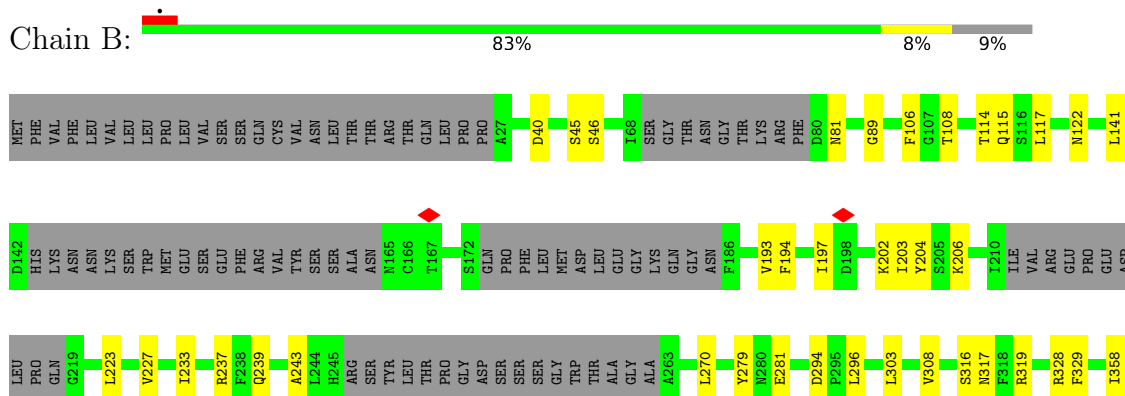 Chain B:
83% 8% 9%
MET PHE VAL PHE LEU VAL LEU LEU PRO LEU VAL SER SER GLN CYS VAL ASN LEU THR THR ARG THR GLN LEU PRO PRO A27 D40 S45 S46 I68 SER GLY THR ASN GLY THR LYS ARG PHE D80 N81 G89 F106 G107 T108 T114 Q115 S116 L117 N122 L141
D142 HIS LYS ASN ASN LYS SER TRP MET GLU SER GLU PHE ARG VAL TYR SER SER ALA ASN N165 C166 T167 S172 GLN PRO PHE LEU MET ASP LEU GLU GLY LYS GLN GLY ASN F186 V193 F194 I197 D198 K202 I203 Y204 S205 K206 I210 ILE VAL ARG GLU PRO GLU ASP
LEU PRO GLN G219 L223 V227 I233 R237 F238 Q239 A243 L244 H245 ARG SER TYR LEU THR PRO GLY ASP SER SER SER GLY TRP THR ALA GLY ALA A263 L270 Y279 N280 E281 D294 P295 L296 L303 V308 S316 N317 F318 R319 R328 F329 I358